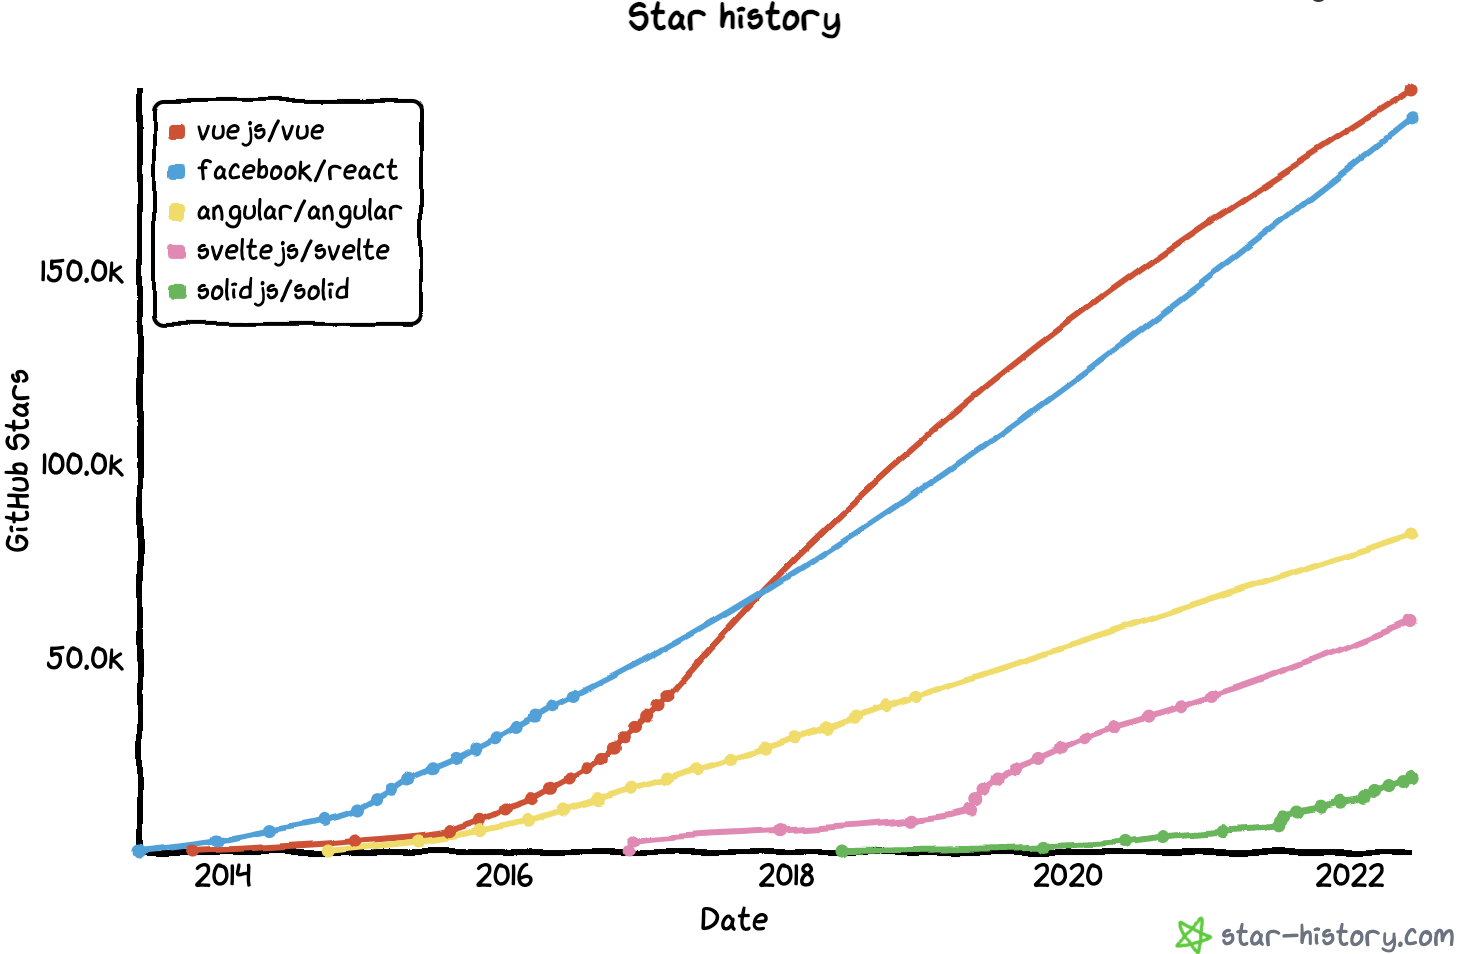 Star history
vuejs/vue
facebook/react
angular/angular
sveltejs/svelte
solidjs/solid
150.0k
100.0k
50.0k
GitHub Stars
2014 2016 2018 2020 2022
Date
star-history.com